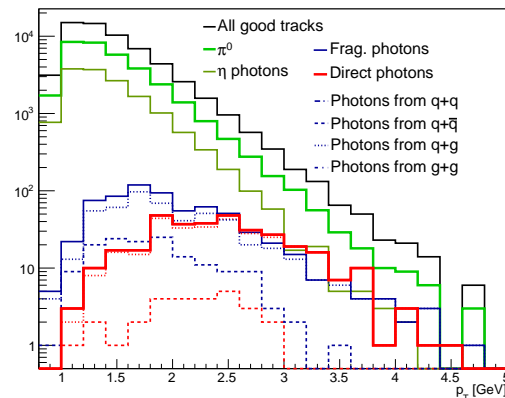 All good tracks
π⁰
η photons
Frag. photons
Direct photons
Photons from q+q
Photons from q+q̅
Photons from q+g
Photons from g+g
10⁴
10³
10²
10
1
1 1.5 2 2.5 3 3.5 4 4.5 5
p_T [GeV]